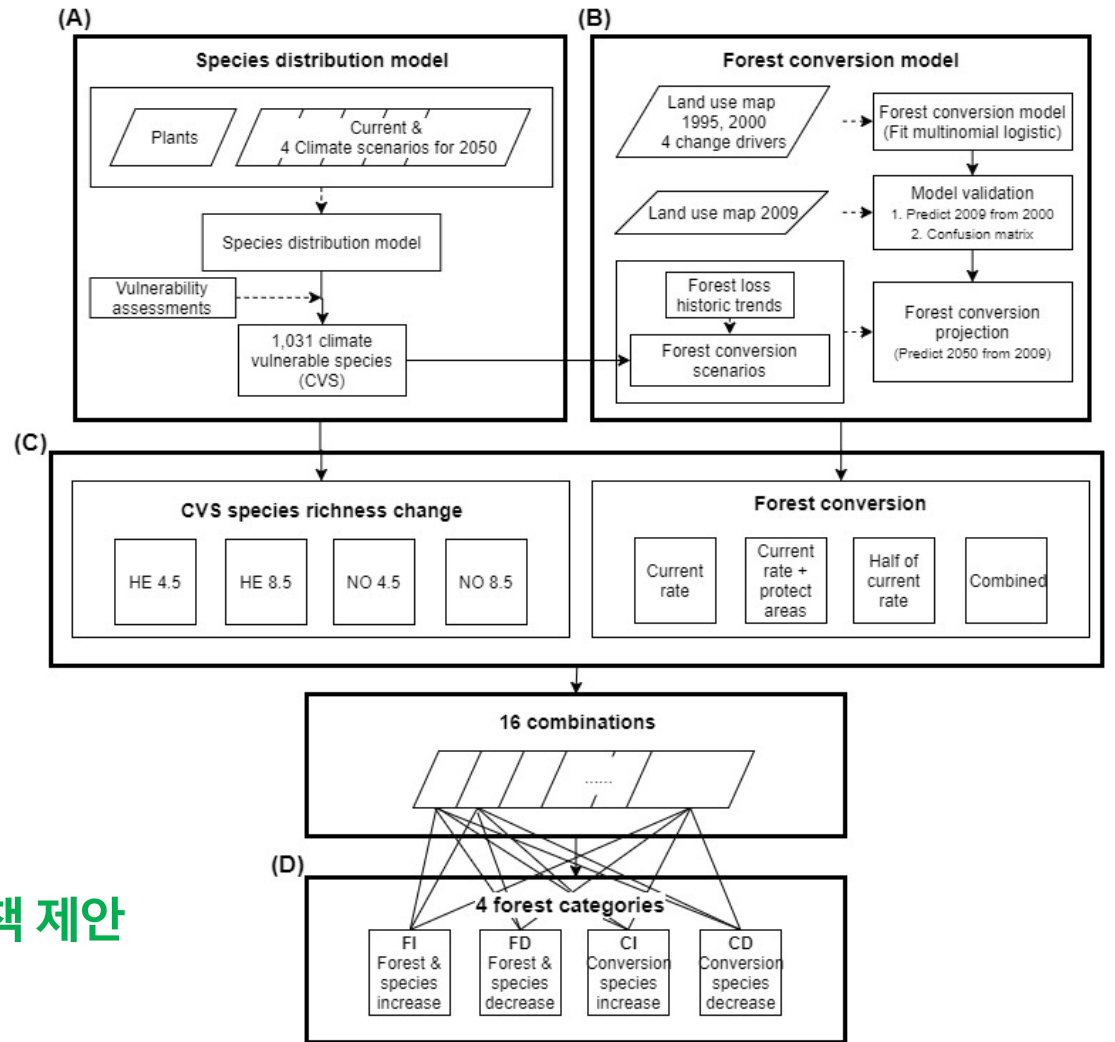 (A)
Species distribution model
Plants
Current &
4 Climate scenarios for 2050
Species distribution model
Vulnerability
assessments
1,031 climate
vulnerable species
(CVS)
(B)
Forest conversion model
Land use map
1995, 2000
4 change drivers
Forest conversion model
(Fit multinomial logistic)
Land use map 2009
Model validation
1. Predict 2009 from 2000
2. Confusion matrix
Forest loss
historic trends
Forest conversion
scenarios
Forest conversion
projection
(Predict 2050 from 2009)
(C)
CVS species richness change
HE 4.5
HE 8.5
NO 4.5
NO 8.5
Forest conversion
Current
rate
Current
rate +
protect
areas
Half of
current
rate
Combined
16 combinations
......
(D)
4 forest categories
FI
Forest &
species
increase
FD
Forest &
species
decrease
CI
Conversion
species
increase
CD
Conversion
species
decrease
책 제안